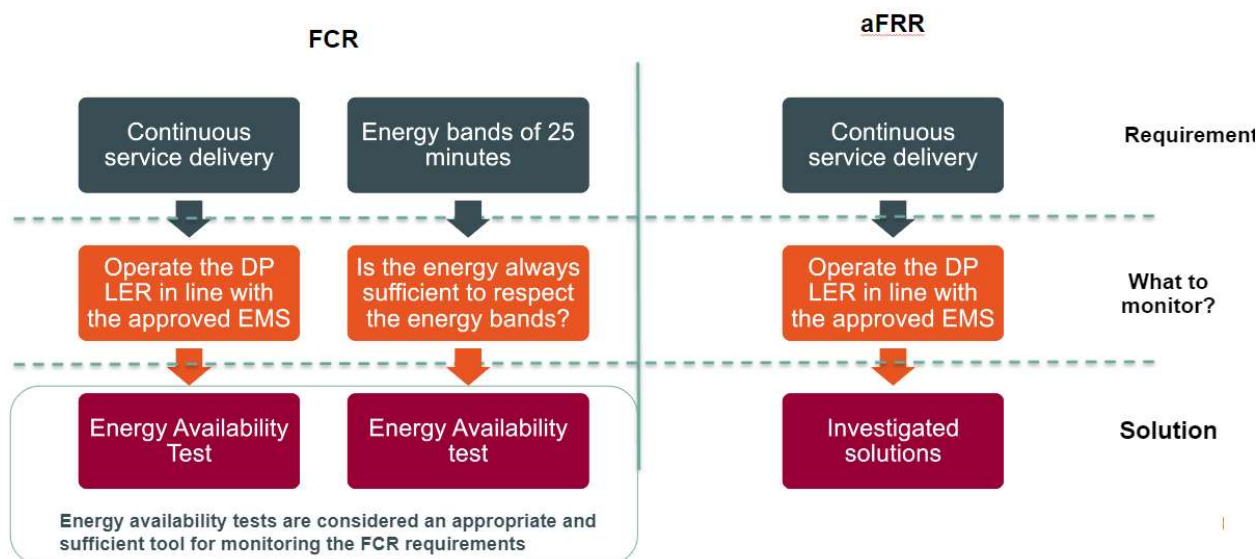 FCR
aFRR
Continuous
service delivery
Energy bands of 25
minutes
Continuous
service delivery
Requirement
Operate the DP
LER in line with
the approved EMS
Is the energy always
sufficient to respect
the energy bands?
Operate the DP
LER in line with
the approved EMS
What to
monitor?
Energy Availability
Test
Energy Availability
test
Investigated
solutions
Solution
Energy availability tests are considered an appropriate and
sufficient tool for monitoring the FCR requirements